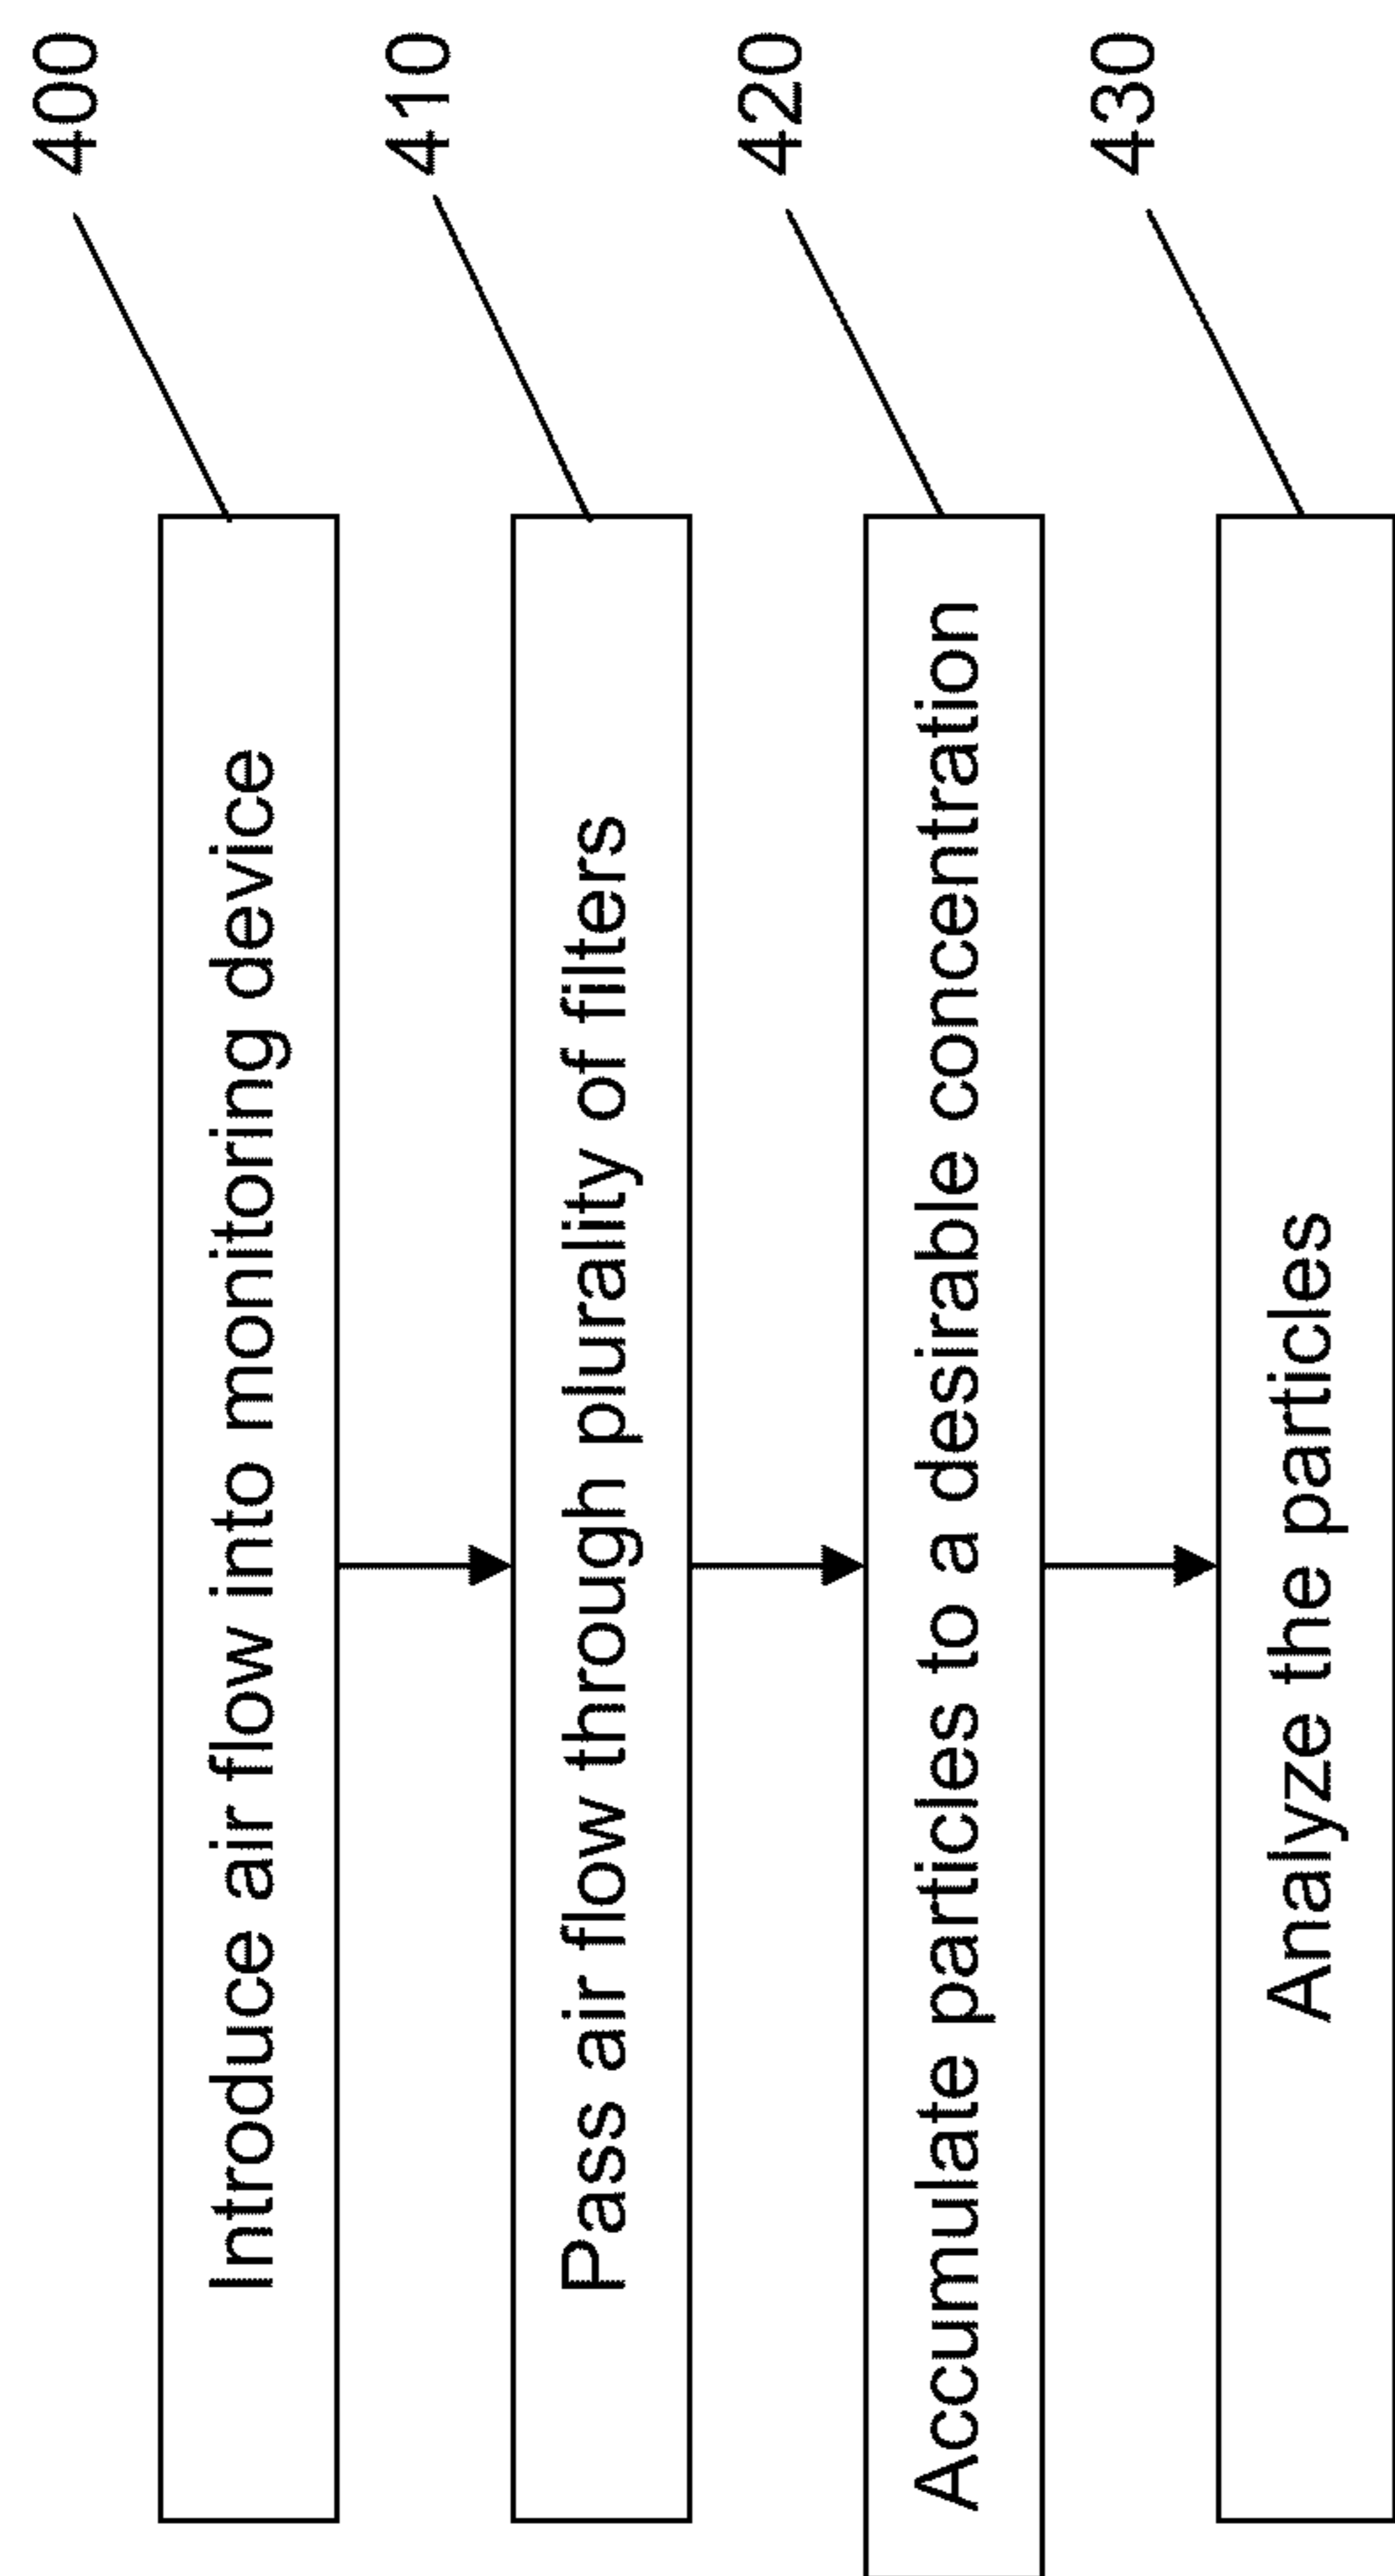 Introduce air flow into monitoring device
400
Pass air flow through plurality of filters
410
Accumulate particles to a desirable concentration
420
Analyze the particles
430